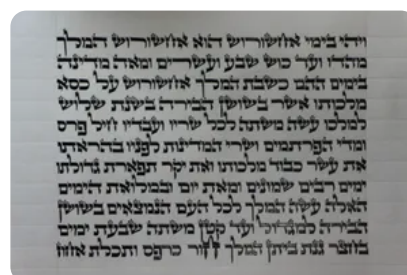 ויהי בימי אחשורוש הוא אחשורוש המלך
מהדו ועד כוש שבע ועשרים ומאה מדינה
בימים ההם כשבת המלך אחשורוש על כסא
מלכותו אשר בשושן הבירה בשנת שלוש
למלכו עשה משתה לכל שריו ועבדיו חיל פרס
ומדי הפרתמים ושרי המדינות לפניו בהראתו
את עשר כבוד מלכותו ואת יקר תפארת גדולתו
ימים רבים שמונים ומאת יום ובמלואת הימים
האלה עשה המלך לכל העם הנמצאים בשושן
הבירה למגדול ועד קטן משתה שבעת ימים
בחצר גנת ביתן המלך חור כרפס ותכלת אחוז